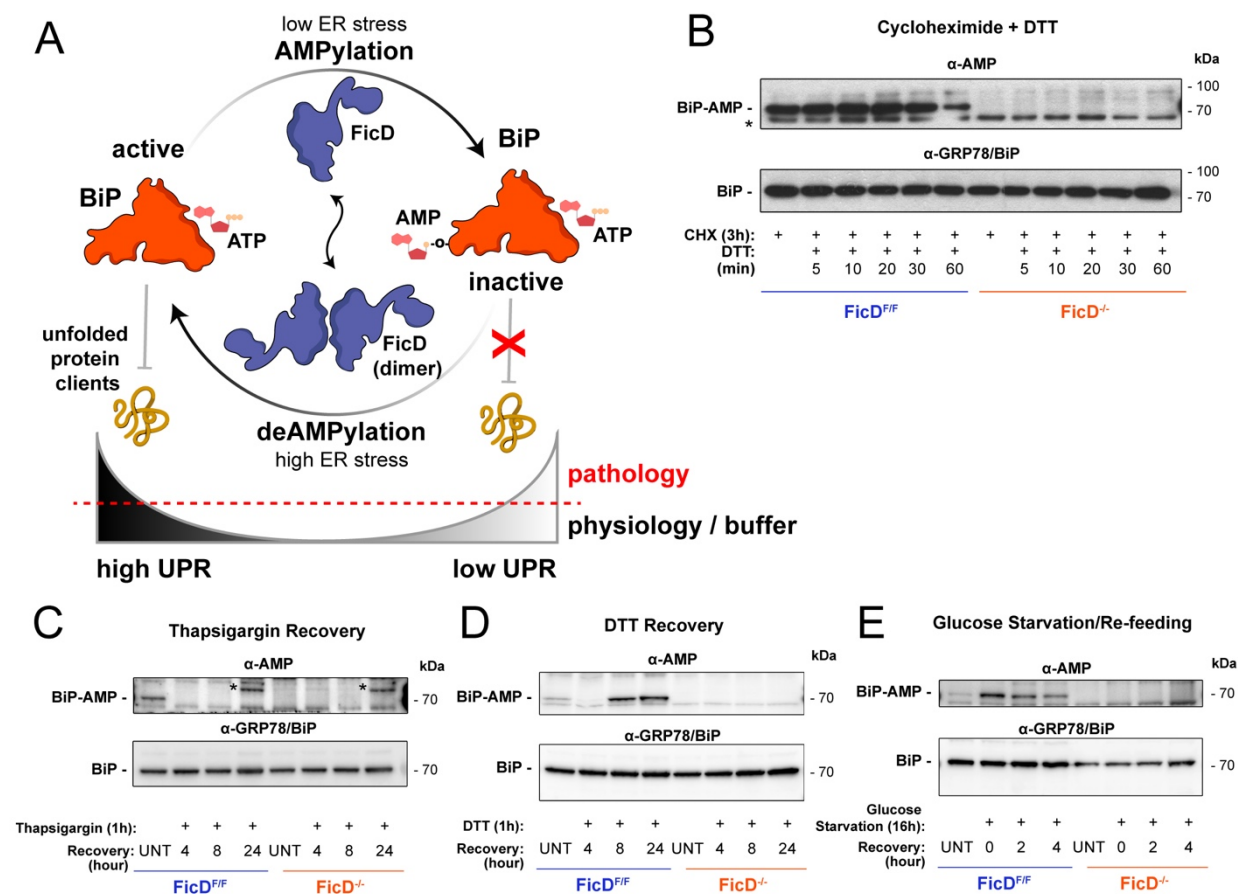 A
low ER stress
AMPylation
FicD
active
BiP
ATP
BiP
AMP
-O
ATP
inactive
unfolded
protein
clients
FicD
(dimer)
deAMPylation
high ER stress
pathology
physiology / buffer
high UPR
low UPR
B
Cycloheximide + DTT
α-AMP
kDa
BiP-AMP -
*
- 100
- 70
α-GRP78/BiP
BiP -
- 100
- 70
CHX (3h): + + + + + + + + + + + +
DTT: + + + + + + + + + +
(min) 5 10 20 30 60 5 10 20 30 60
FicDF/F FicD-/-
C
Thapsigargin Recovery
α-AMP
kDa
BiP-AMP - * * - 70
α-GRP78/BiP
BiP - - 70
Thapsigargin (1h): + + + + + +
Recovery: UNT 4 8 24 UNT 4 8 24
(hour)
FicDF/F FicD-/-
D
DTT Recovery
α-AMP
kDa
BiP-AMP - - 70
α-GRP78/BiP
BiP - - 70
DTT (1h): + + + + + +
Recovery: UNT 4 8 24 UNT 4 8 24
(hour)
FicDF/F FicD-/-
E
Glucose Starvation/Re-feeding
α-AMP
kDa
BiP-AMP - - 70
α-GRP78/BiP
BiP - - 70
Glucose
Starvation (16h): + + + + + +
Recovery: UNT 0 2 4 UNT 0 2 4
(hour)
FicDF/F FicD-/-